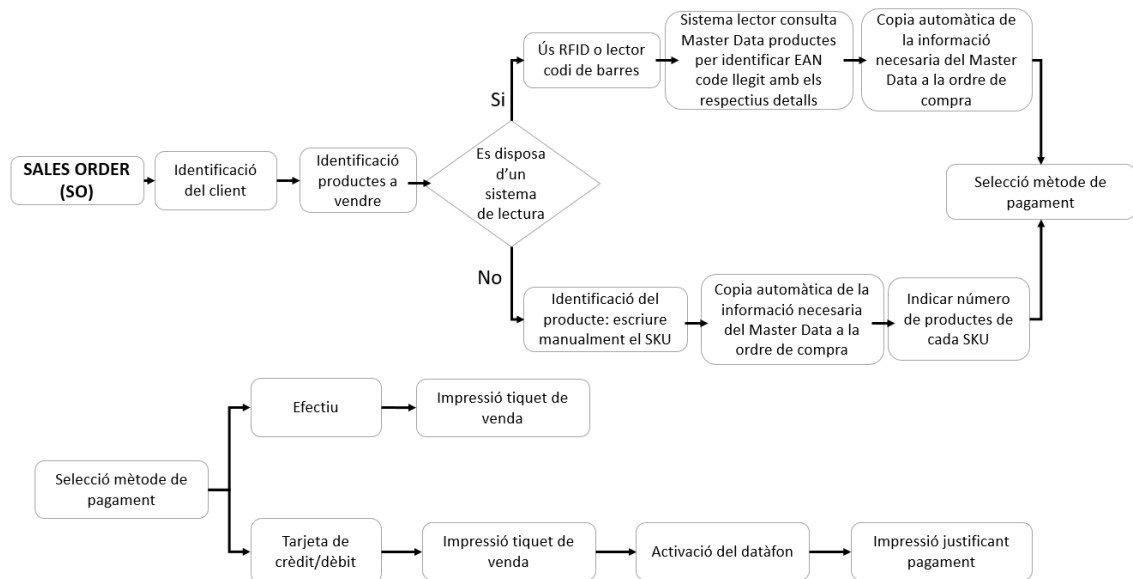 SALES ORDER
(SO)
Identificació
del client
Identificació
productes a
vendre
Es disposa
d'un
sistema
de lectura
Si
Ús RFID o lector
codi de barres
Sistema lector consulta
Master Data productes
per identificar EAN
code llegit amb els
respectius detalls
Copia automàtica de
la informació
necesaria del Master
Data a la ordre de
compra
No
Identificació del
producte: escriure
manualment el SKU
Copia automàtica de la
informació necesaria
del Master Data a la
ordre de compra
Indicar número
de productes de
cada SKU
Selecció mètode de
pagament
Selecció mètode de
pagament
Efectiu
Impressió tiquet de
venda
Tarjeta de
crèdit/dèbit
Impressió tiquet de
venda
Activació del datàfon
Impressió justificant
pagament